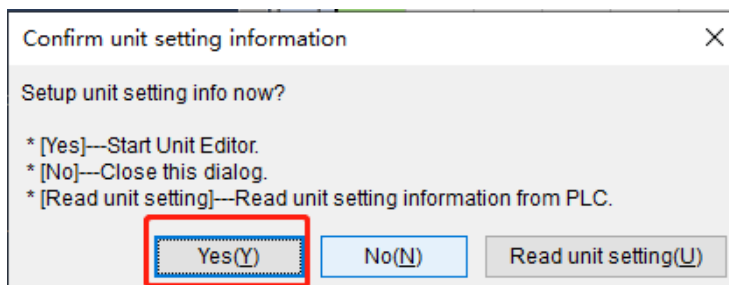 Confirm unit setting information
Setup unit setting info now?
* [Yes]---Start Unit Editor.
* [No]---Close this dialog.
* [Read unit setting]---Read unit setting information from PLC.
Yes(Y) No(N) Read unit setting(U)